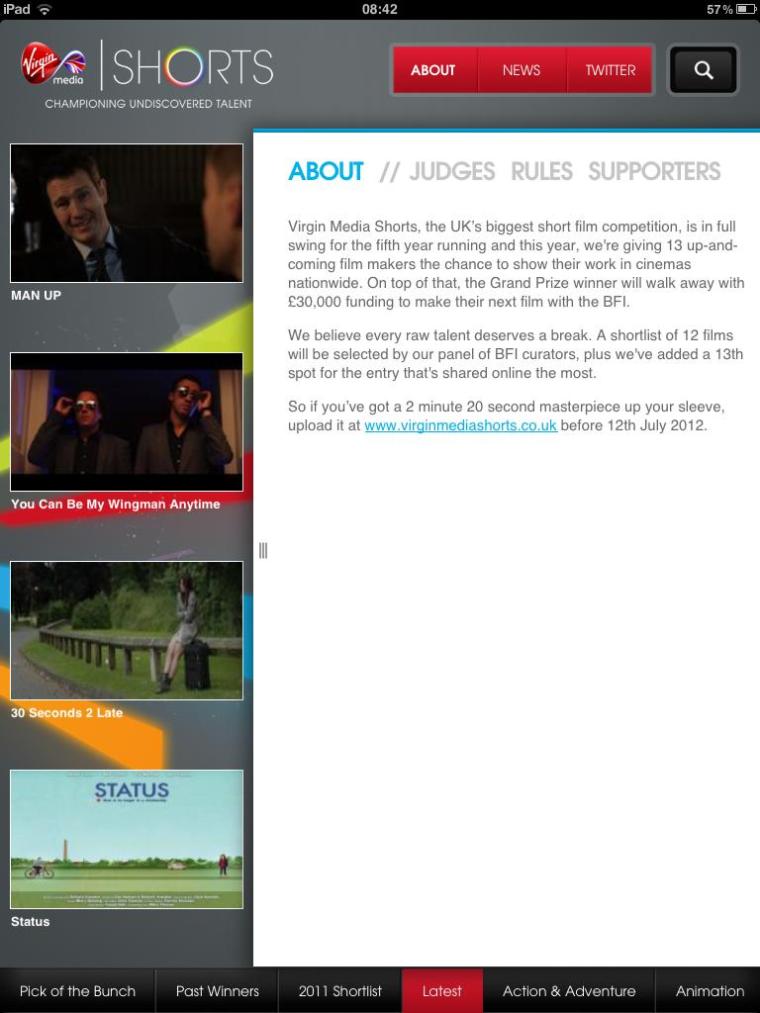 iPad 08:42 57%
Virgin media SHORTS
CHAMPIONING UNDISCOVERED TALENT
ABOUT NEWS TWITTER
MAN UP
You Can Be My Wingman Anytime
30 Seconds 2 Late
STATUS
Status
ABOUT // JUDGES RULES SUPPORTERS
Virgin Media Shorts, the UK's biggest short film competition, is in full
swing for the fifth year running and this year, we're giving 13 up-and-
coming film makers the chance to show their work in cinemas
nationwide. On top of that, the Grand Prize winner will walk away with
£30,000 funding to make their next film with the BFI.
We believe every raw talent deserves a break. A shortlist of 12 films
will be selected by our panel of BFI curators, plus we've added a 13th
spot for the entry that's shared online the most.
So if you've got a 2 minute 20 second masterpiece up your sleeve,
upload it at www.virginmediashorts.co.uk before 12th July 2012.
Pick of the Bunch Past Winners 2011 Shortlist Latest Action & Adventure Animation